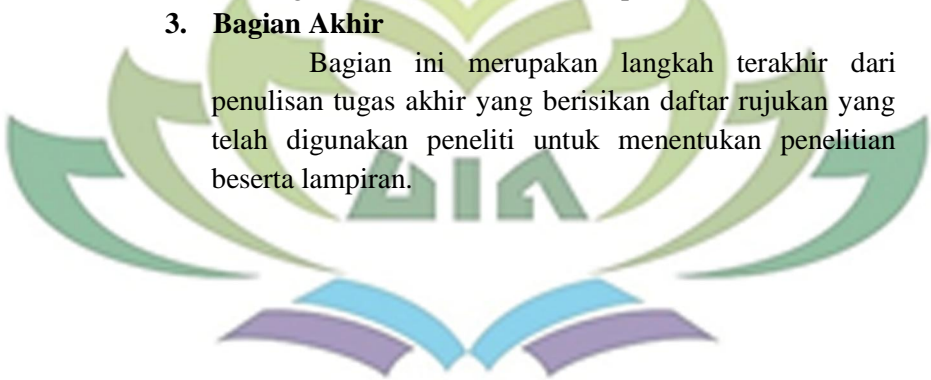 3. Bagian Akhir
Bagian ini merupakan langkah terakhir dari
penulisan tugas akhir yang berisikan daftar rujukan yang
telah digunakan peneliti untuk menentukan penelitian
beserta lampiran.